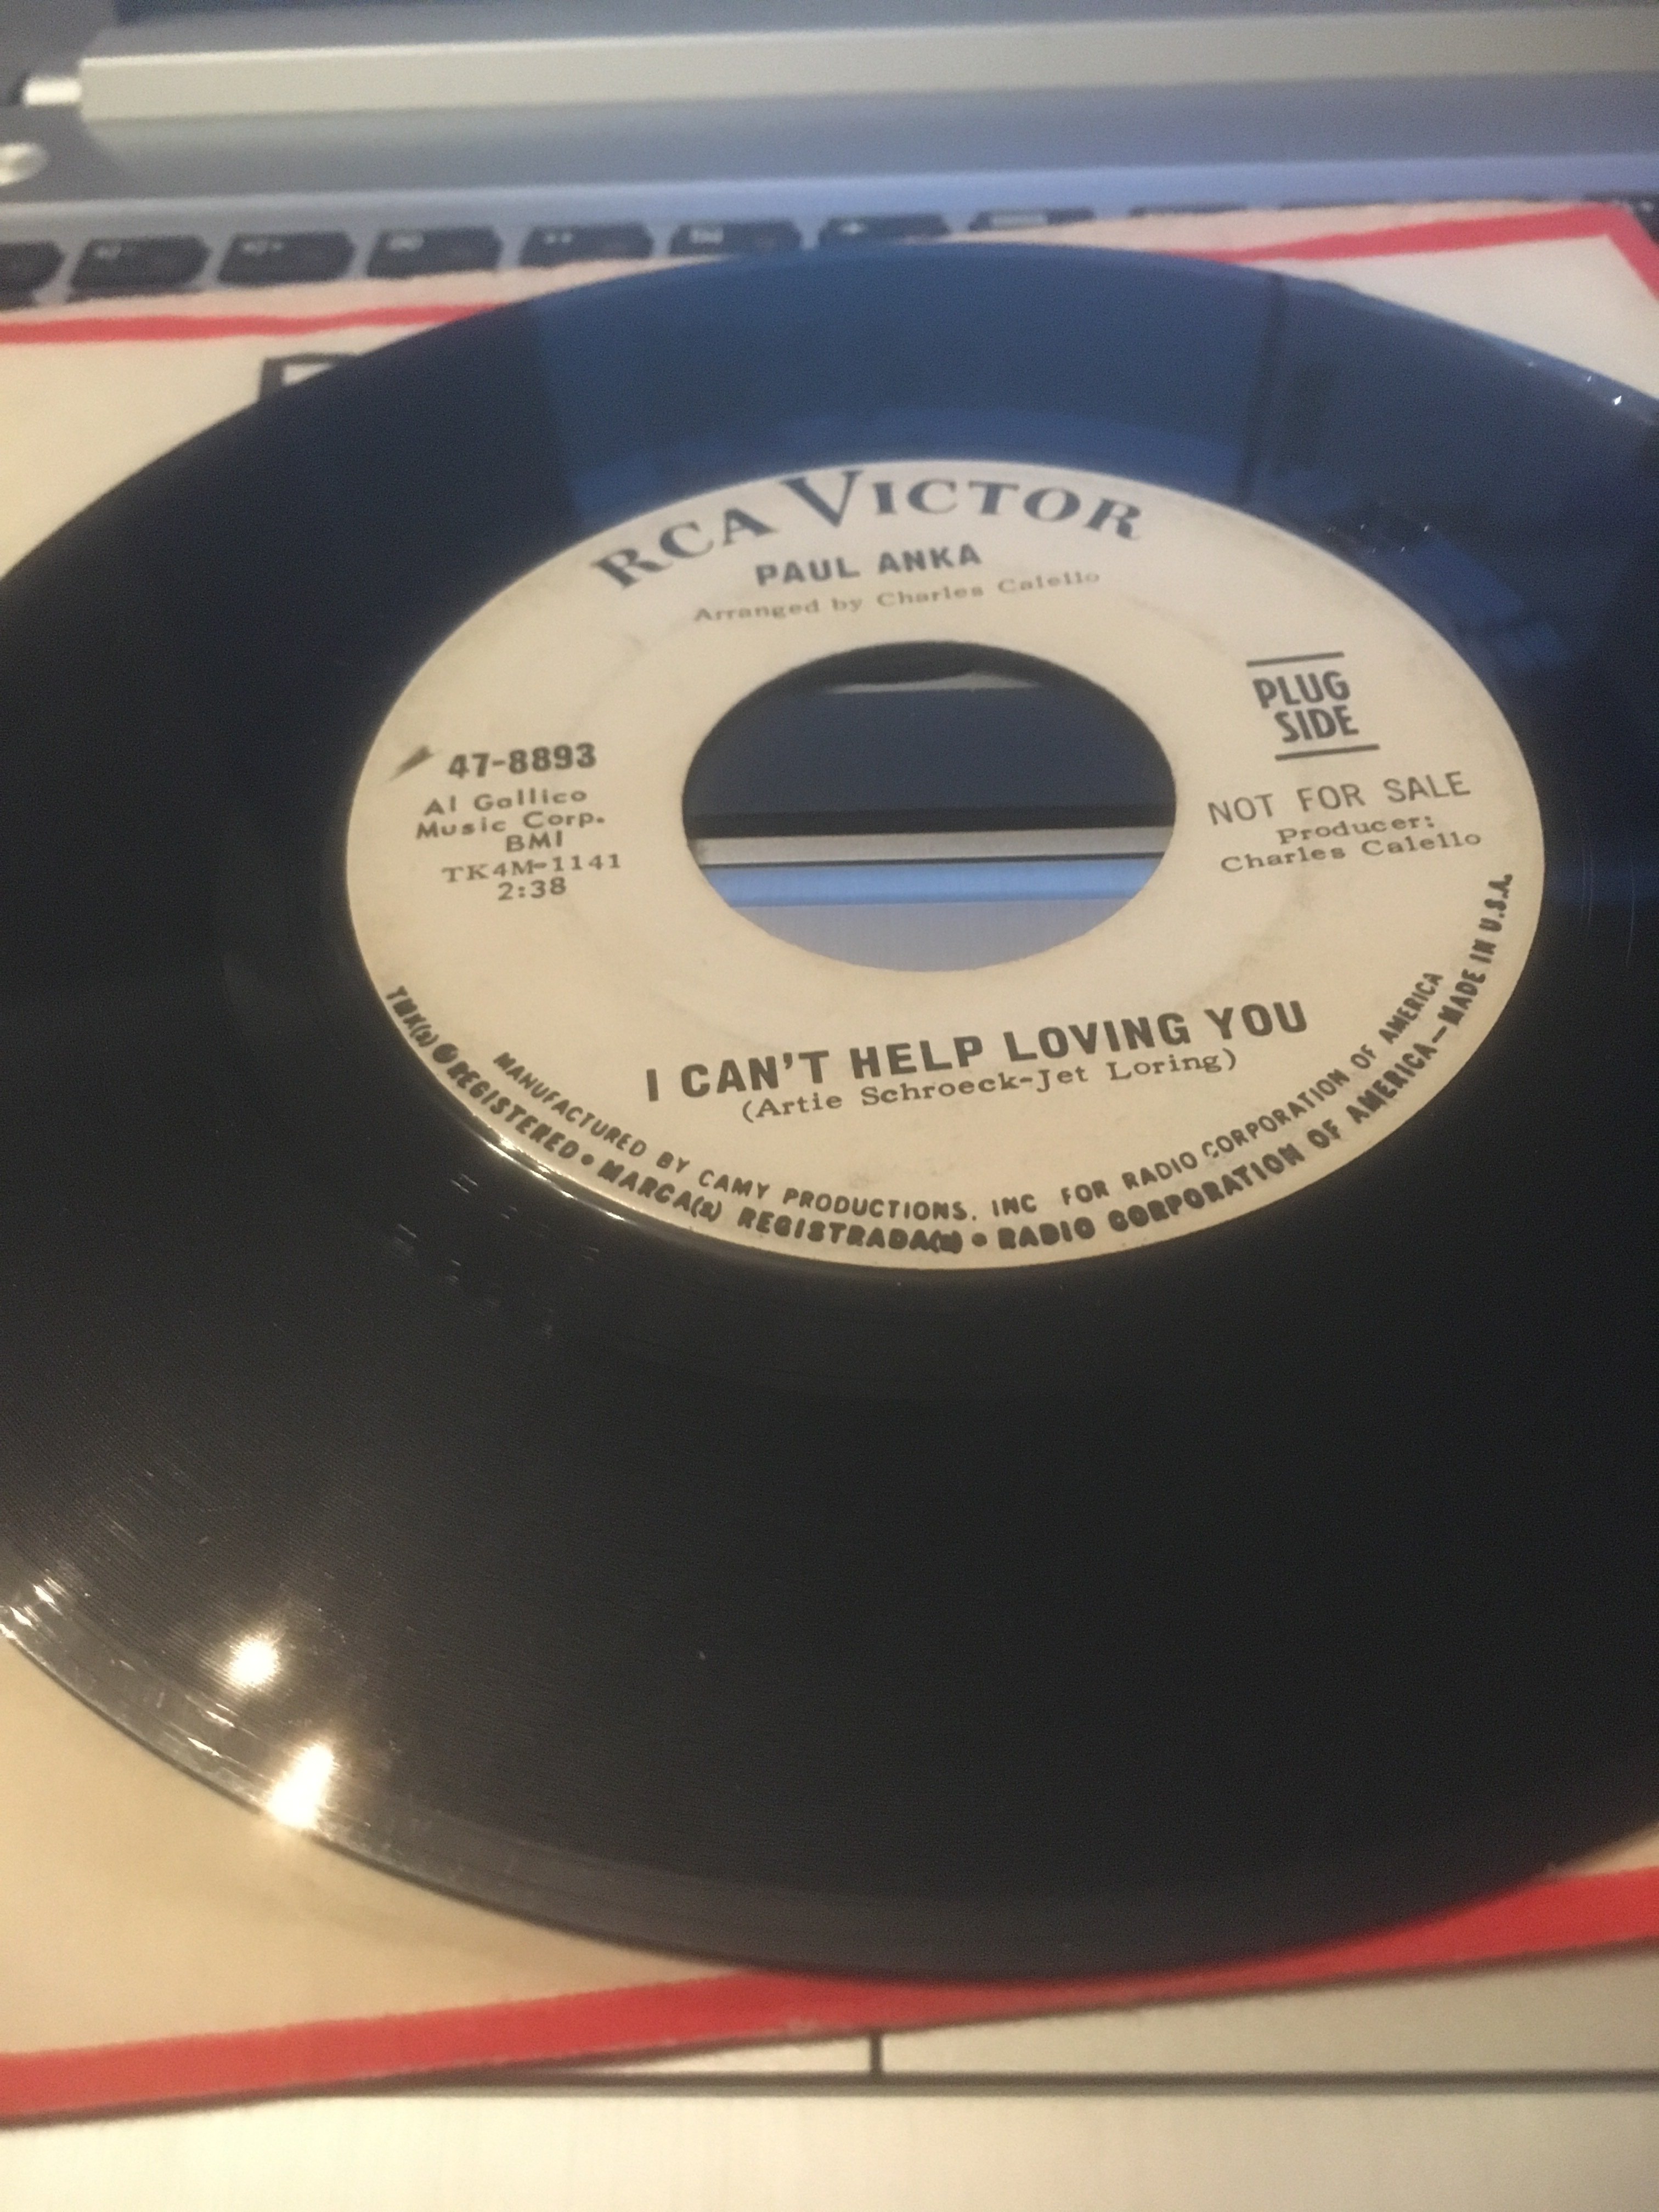 RCA VICTOR
PAUL ANKA
Arranged by Charles Calello
PLUG
SIDE
47-8893
Al Gallico
Music Corp.
BMI
TK4M-1141
2:38
NOT FOR SALE
Producer:
Charles Calello
I CAN'T HELP LOVING YOU
(Artie Schroeck-Jet Loring)
MANUFACTURED BY CAMY PRODUCTIONS, INC FOR RADIO CORPORATION OF AMERICA
TMK(s) ® REGISTERED • MARCA(s) REGISTRADA(s) • RADIO CORPORATION OF AMERICA—MADE IN U.S.A.